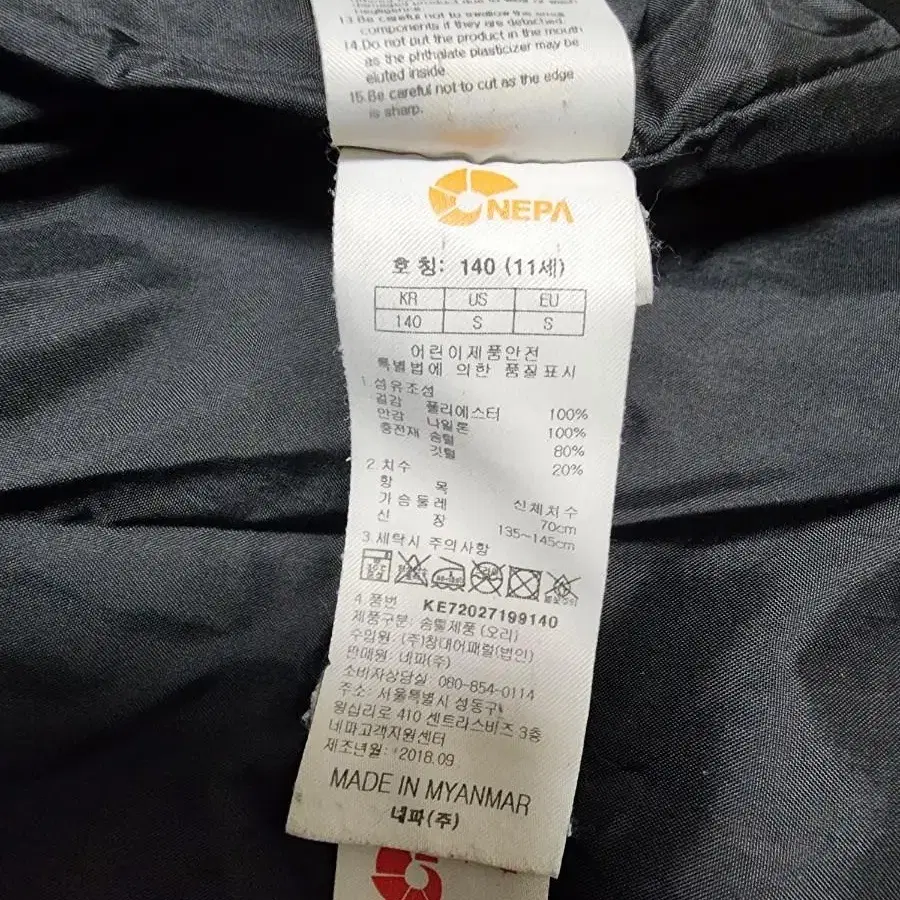 negligence.
13.Be careful not to swallow the small
components if they are detached.
14.Do not put the product in the mouth
as the phthalate plasticizer may be
eluted inside.
15.Be careful not to cut as the edge
is sharp.
NEPA
호 칭: 140 (11세)
KR US EU
140 S S
어린이제품안전
특별법에 의한 품질표시
1.섬유조성
겉감 폴리에스터 100%
안감 나일론 100%
충전재 솜털 80%
깃털 20%
2.치수
항 목 신체치수
가슴둘레 70cm
신 장 135~145cm
3.세탁시 주의사항
4.품번 KE72027199140
제품구분: 솜털제품 (오리)
수입원: (주)창대어패럴(법인)
판매원: 네파(주)
소비자상담실: 080-854-0114
주소: 서울특별시 성동구
왕십리로 410 센트라스비즈 3층
네파고객지원센터
제조년월: 2018.09
MADE IN MYANMAR
네파(주)